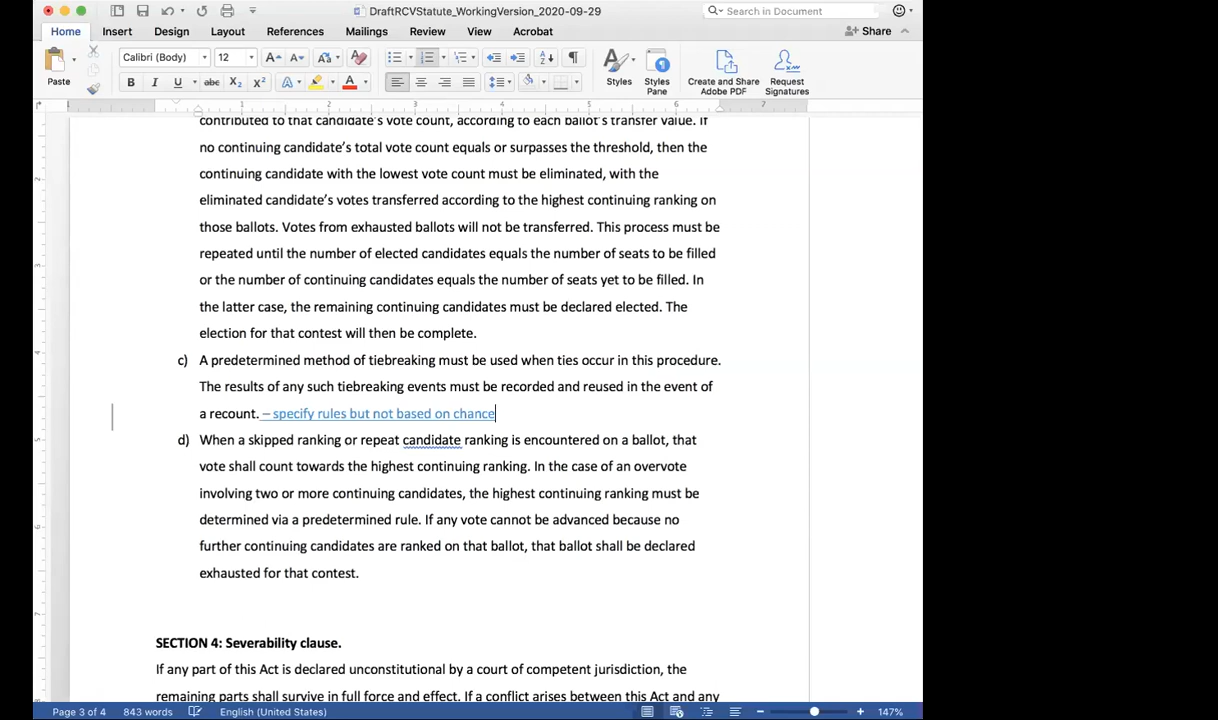 DraftRCVStatute_WorkingVersion_2020-09-29
Search in Document
Home Insert Design Layout References Mailings Review View Acrobat Share
Paste Calibri (Body) 12 Styles Styles Pane Create and Share Adobe PDF Request Signatures
B I U abc X₂ X² A A
1 1 2 3 4 5 6 7
contributed to that candidate's vote count, according to each ballot's transfer value. If
no continuing candidate's total vote count equals or surpasses the threshold, then the
continuing candidate with the lowest vote count must be eliminated, with the
eliminated candidate's votes transferred according to the highest continuing ranking on
those ballots. Votes from exhausted ballots will not be transferred. This process must be
repeated until the number of elected candidates equals the number of seats to be filled
or the number of continuing candidates equals the number of seats yet to be filled. In
the latter case, the remaining continuing candidates must be declared elected. The
election for that contest will then be complete.
c) A predetermined method of tiebreaking must be used when ties occur in this procedure.
The results of any such tiebreaking events must be recorded and reused in the event of
a recount. – specify rules but not based on chance
d) When a skipped ranking or repeat candidate ranking is encountered on a ballot, that
vote shall count towards the highest continuing ranking. In the case of an overvote
involving two or more continuing candidates, the highest continuing ranking must be
determined via a predetermined rule. If any vote cannot be advanced because no
further continuing candidates are ranked on that ballot, that ballot shall be declared
exhausted for that contest.
SECTION 4: Severability clause.
If any part of this Act is declared unconstitutional by a court of competent jurisdiction, the
remaining parts shall survive in full force and effect. If a conflict arises between this Act and any
Page 3 of 4 843 words English (United States) 147%